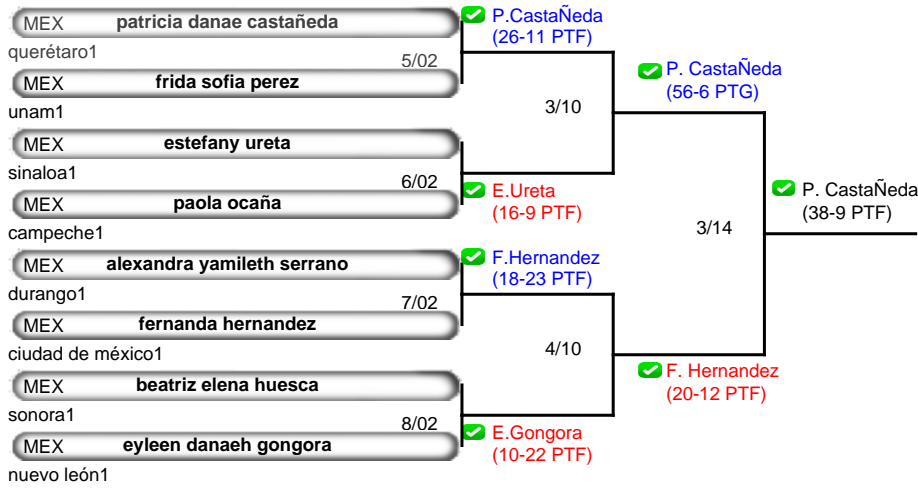 MEX patricia danae castañeda
querétaro1
5/02
MEX frida sofia perez
unam1
P.CastaÑeda
(26-11 PTF)
MEX estefany ureta
sinaloa1
6/02
MEX paola ocaña
campeche1
E.Ureta
(16-9 PTF)
3/10
P. CastaÑeda
(56-6 PTG)
MEX alexandra yamileth serrano
durango1
7/02
MEX fernanda hernandez
ciudad de méxico1
F.Hernandez
(18-23 PTF)
MEX beatriz elena huesca
sonora1
8/02
MEX eyleen danaeh gongora
nuevo león1
E.Gongora
(10-22 PTF)
4/10
F. Hernandez
(20-12 PTF)
3/14
P. CastaÑeda
(38-9 PTF)